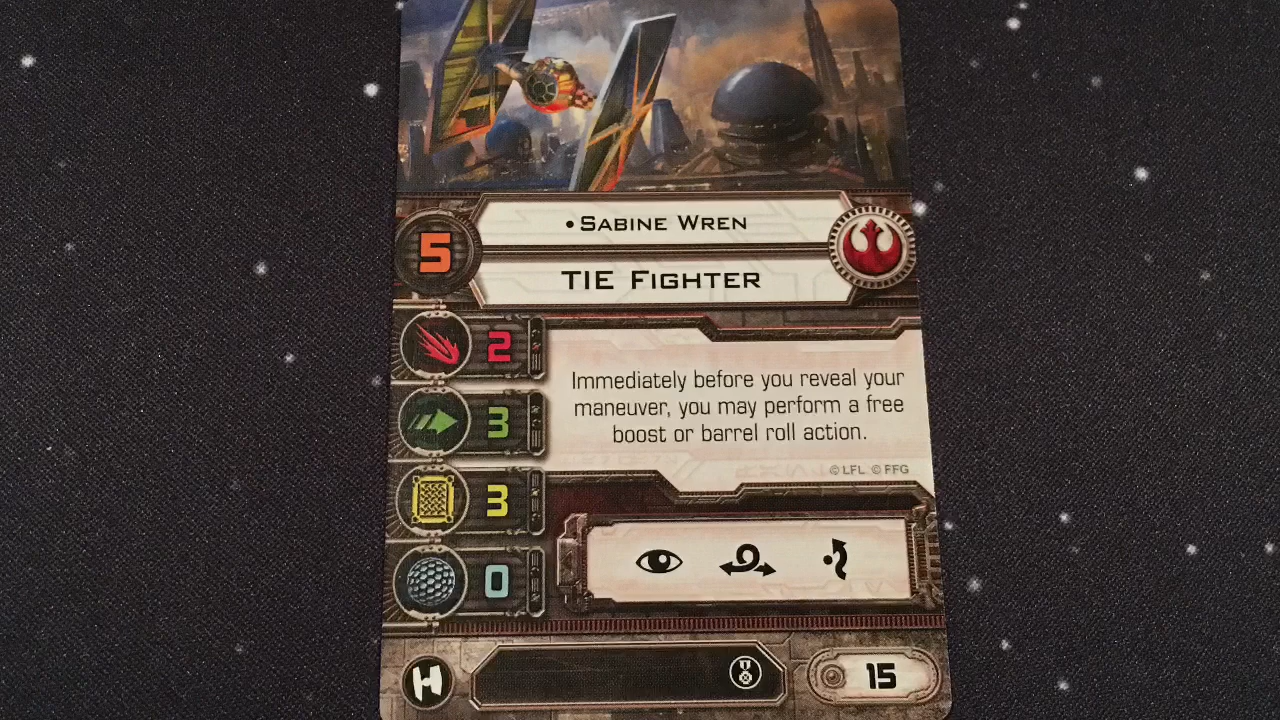 • Sabine Wren
5
TIE Fighter
2
3
3
0
Immediately before you reveal your
maneuver, you may perform a free
boost or barrel roll action.
© LFL © FFG
15